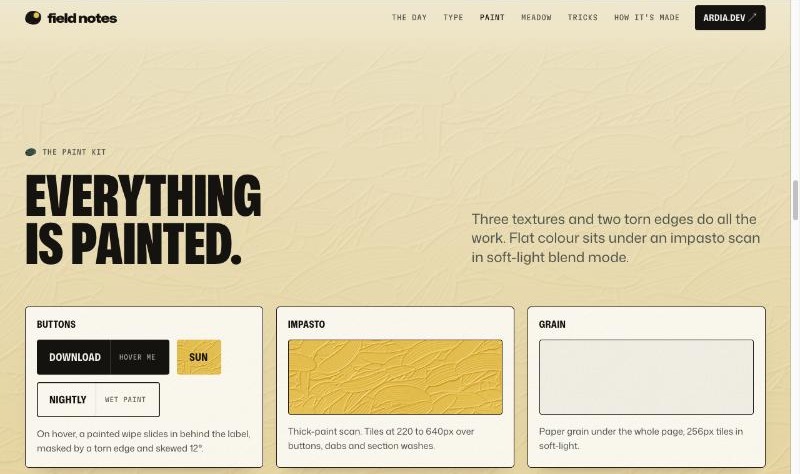 field notes
THE DAY TYPE PAINT MEADOW TRICKS HOW IT'S MADE ARDIA.DEV ↗
THE PAINT KIT
EVERYTHING
IS PAINTED.
Three textures and two torn edges do all the
work. Flat colour sits under an impasto scan
in soft-light blend mode.
BUTTONS
DOWNLOAD HOVER ME SUN
NIGHTLY WET PAINT
On hover, a painted wipe slides in behind the label,
masked by a torn edge and skewed 12°.
IMPASTO
Thick-paint scan. Tiles at 220 to 640px over
buttons, dabs and section washes.
GRAIN
Paper grain under the whole page, 256px tiles in
soft-light.